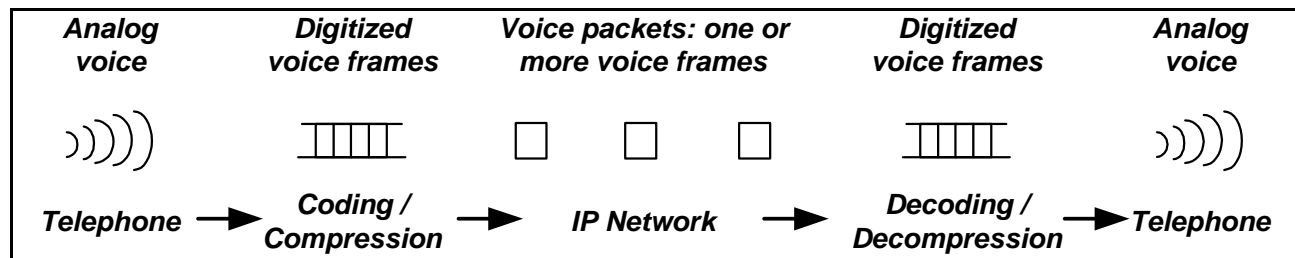 Analog
voice
Digitized
voice frames
Voice packets: one or
more voice frames
Digitized
voice frames
Analog
voice
Telephone
Coding /
Compression
IP Network
Decoding /
Decompression
Telephone